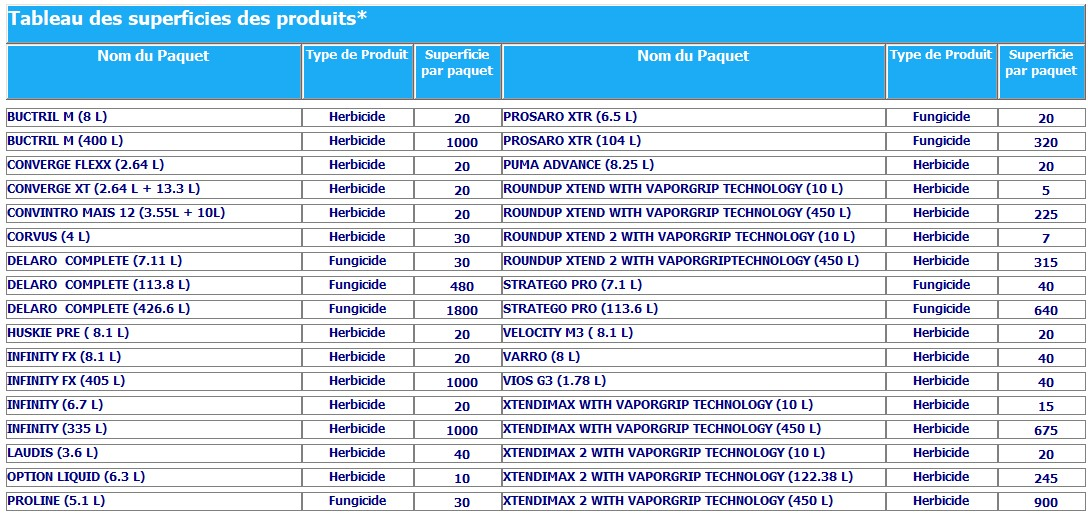 Tableau des superficies des produits*
Nom du Paquet Type de Produit Superficie par paquet Nom du Paquet Type de Produit Superficie par paquet
BUCTRIL M (8 L) Herbicide 20 PROSARO XTR (6.5 L) Fungicide 20
BUCTRIL M (400 L) Herbicide 1000 PROSARO XTR (104 L) Fungicide 320
CONVERGE FLEXX (2.64 L) Herbicide 20 PUMA ADVANCE (8.25 L) Herbicide 20
CONVERGE XT (2.64 L + 13.3 L) Herbicide 20 ROUNDUP XTEND WITH VAPORGRIP TECHNOLOGY (10 L) Herbicide 5
CONVINTRO MAIS 12 (3.55L + 10L) Herbicide 20 ROUNDUP XTEND WITH VAPORGRIP TECHNOLOGY (450 L) Herbicide 225
CORVUS (4 L) Herbicide 30 ROUNDUP XTEND 2 WITH VAPORGRIP TECHNOLOGY (10 L) Herbicide 7
DELARO  COMPLETE (7.11 L) Fungicide 30 ROUNDUP XTEND 2 WITH VAPORGRIPTECHNOLOGY (450 L) Herbicide 315
DELARO  COMPLETE (113.8 L) Fungicide 480 STRATEGO PRO (7.1 L) Fungicide 40
DELARO  COMPLETE (426.6 L) Fungicide 1800 STRATEGO PRO (113.6 L) Fungicide 640
HUSKIE PRE ( 8.1 L) Herbicide 20 VELOCITY M3 ( 8.1 L) Herbicide 20
INFINITY FX (8.1 L) Herbicide 20 VARRO (8 L) Herbicide 40
INFINITY FX (405 L) Herbicide 1000 VIOS G3 (1.78 L) Herbicide 40
INFINITY (6.7 L) Herbicide 20 XTENDIMAX WITH VAPORGRIP TECHNOLOGY (10 L) Herbicide 15
INFINITY (335 L) Herbicide 1000 XTENDIMAX WITH VAPORGRIP TECHNOLOGY (450 L) Herbicide 675
LAUDIS (3.6 L) Herbicide 40 XTENDIMAX 2 WITH VAPORGRIP TECHNOLOGY (10 L) Herbicide 20
OPTION LIQUID (6.3 L) Herbicide 10 XTENDIMAX 2 WITH VAPORGRIP TECHNOLOGY (122.38 L) Herbicide 245
PROLINE (5.1 L) Fungicide 30 XTENDIMAX 2 WITH VAPORGRIP TECHNOLOGY (450 L) Herbicide 900